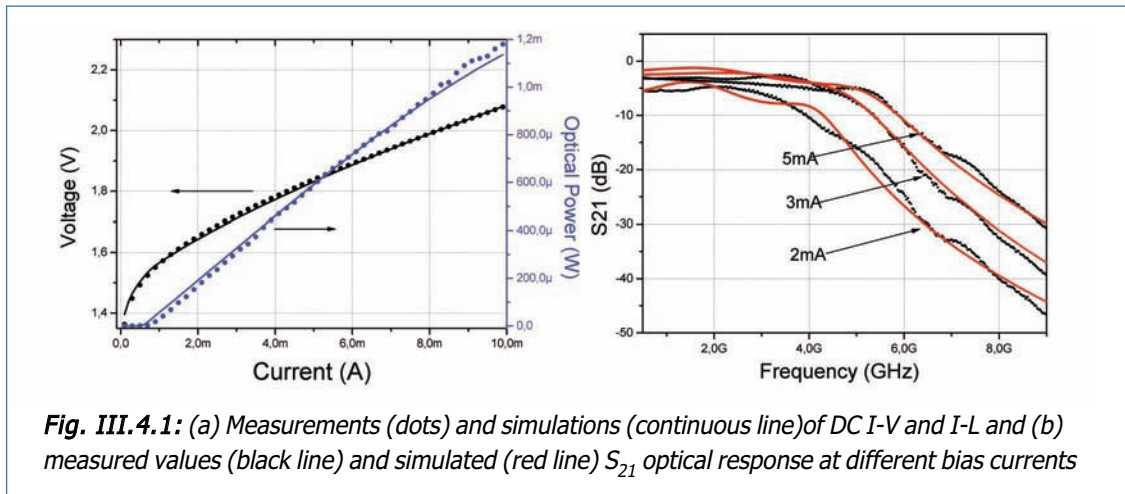 2,2
2,0
1,8
1,6
1,4
Voltage (V)
1,2m
1,0m
800,0µ
600,0µ
400,0µ
200,0µ
0,0
Optical Power (W)
0,0 2,0m 4,0m 6,0m 8,0m 10,0m
Current (A)
0
-10
-20
-30
-40
-50
S21 (dB)
5mA
3mA
2mA
2,0G 4,0G 6,0G 8,0G
Frequency (GHz)
Fig. III.4.1: (a) Measurements (dots) and simulations (continuous line)of DC I-V and I-L and (b)
measured values (black line) and simulated (red line) S21 optical response at different bias currents